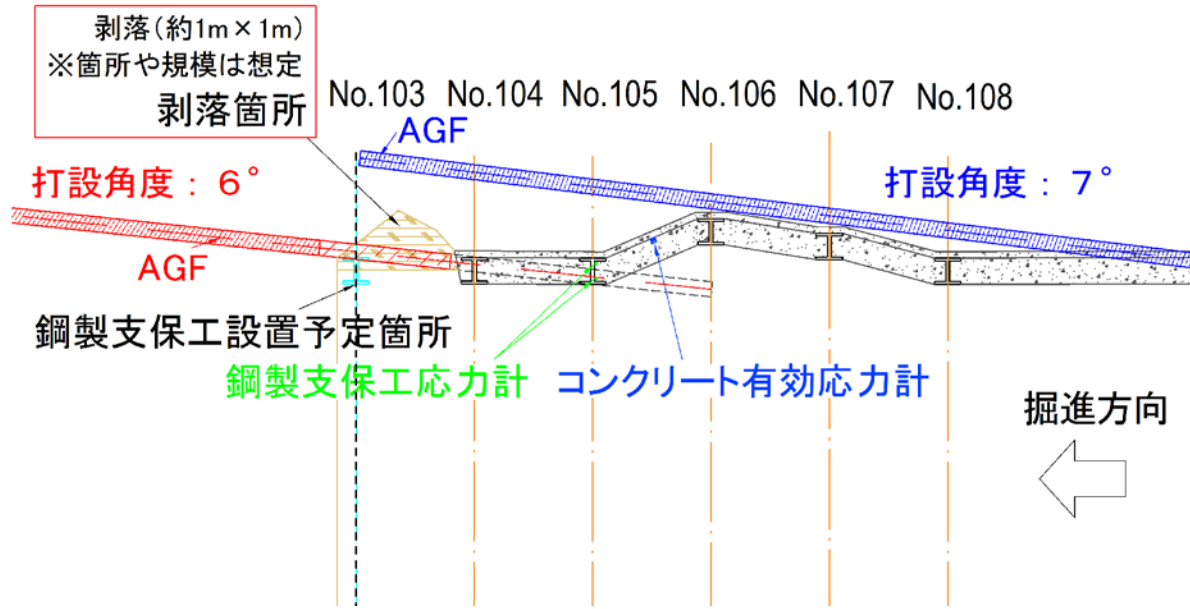 剥落(約1m×1m)
※箇所や規模は想定
剥落箇所
No.103 No.104 No.105 No.106 No.107 No.108
AGF
打設角度：６°
打設角度：７°
AGF
鋼製支保工設置予定箇所
鋼製支保工応力計
コンクリート有効応力計
掘進方向